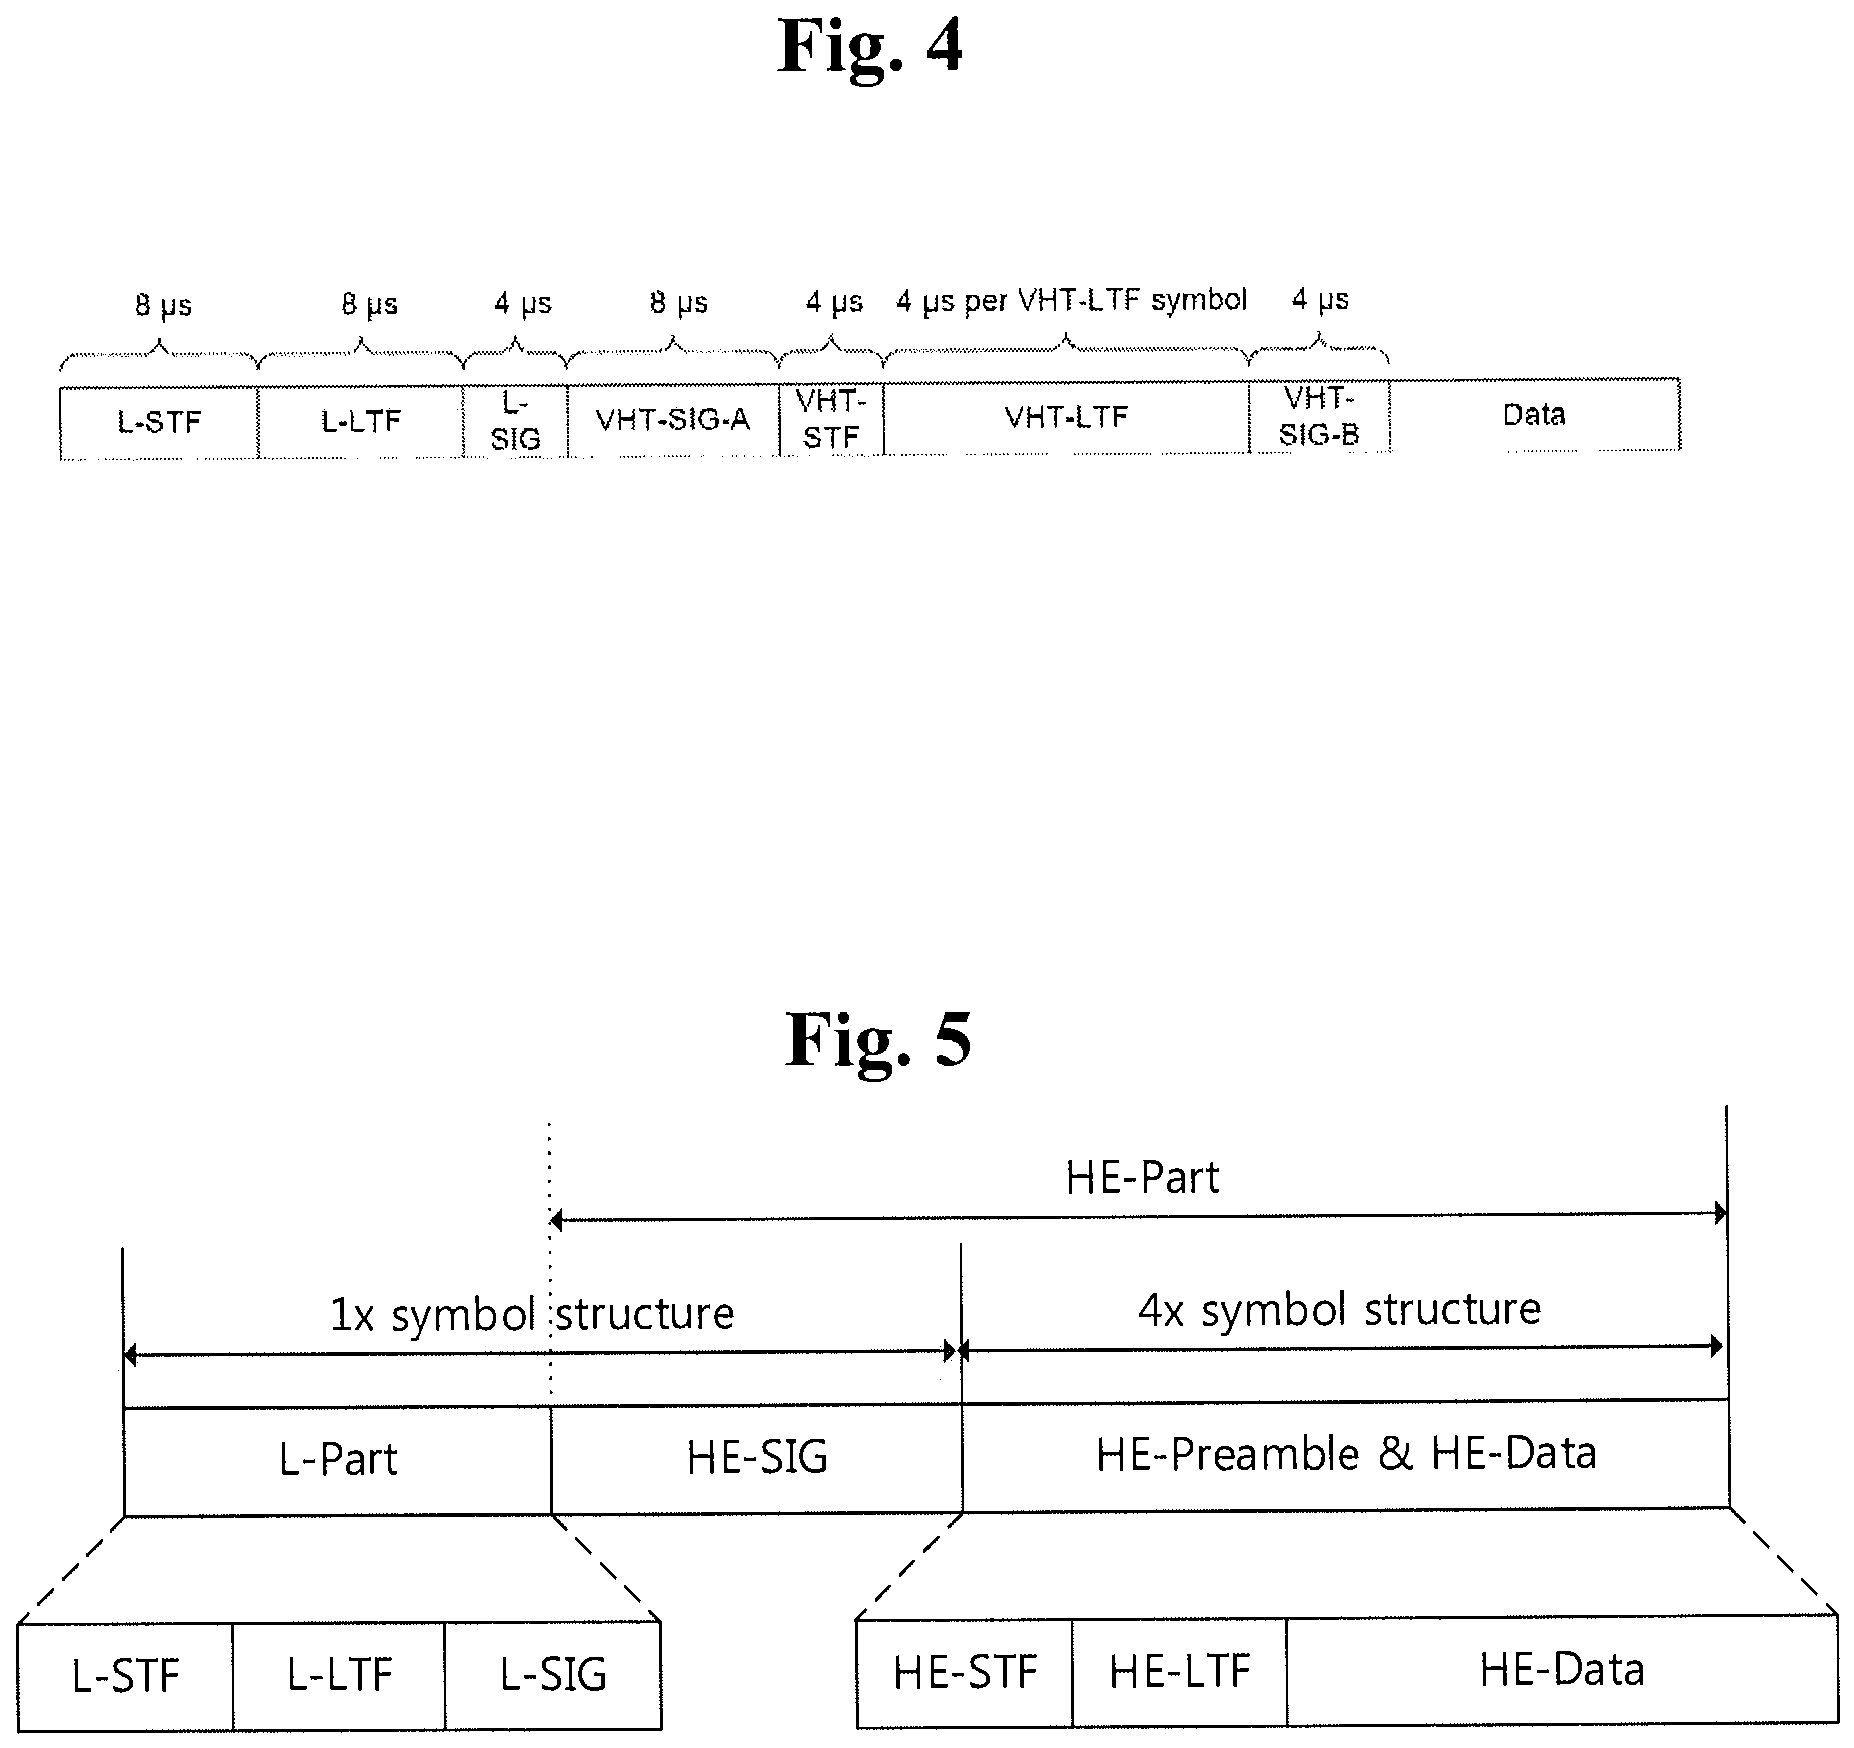 Fig. 4
8 µs 8 µs 4 µs 8 µs 4 µs 4 µs per VHT-LTF symbol 4 µs
L-STF L-LTF L- SIG VHT-SIG-A VHT- STF VHT-LTF VHT- SIG-B Data
Fig. 5
HE-Part
1x symbol structure 4x symbol structure
L-Part HE-SIG HE-Preamble & HE-Data
L-STF L-LTF L-SIG HE-STF HE-LTF HE-Data